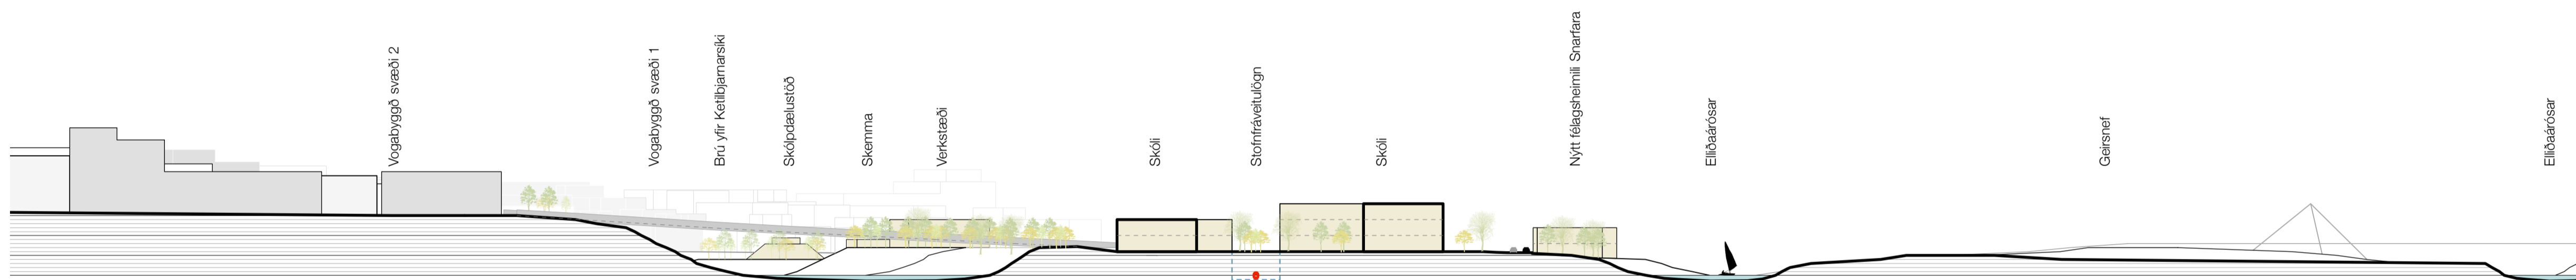 Vogabyggð svæði 2
Vogabyggð svæði 1
Brú yfir Ketilbjarnarsíki
Skólpdælustöð
Skemma
Verkstæði
Skóli
Stofnfráveitulögn
Skóli
Nýtt félagsheimili Snarfara
Elliðaárósar
Geirsnef
Elliðaárósar